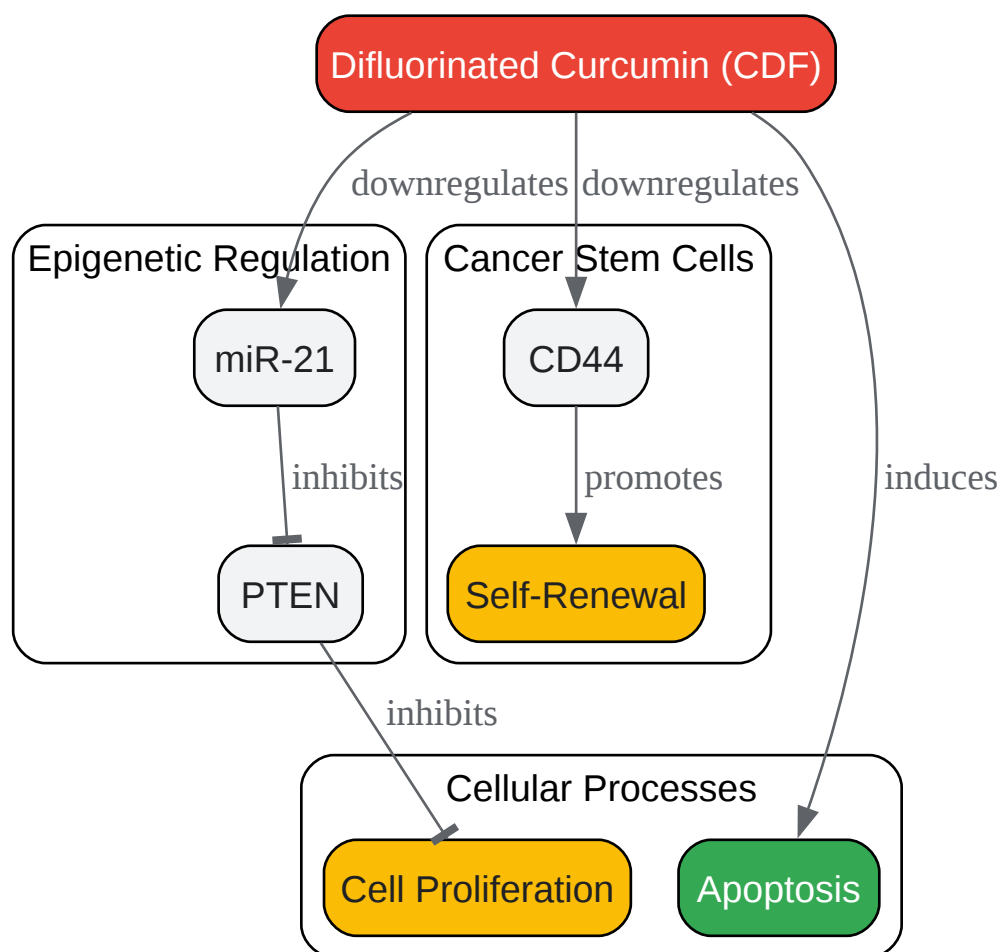 Difluorinated Curcumin (CDF)
downregulates
downregulates
Epigenetic Regulation
Cancer Stem Cells
miR-21
CD44
inhibits
promotes
induces
PTEN
Self-Renewal
inhibits
Cellular Processes
Cell Proliferation
Apoptosis